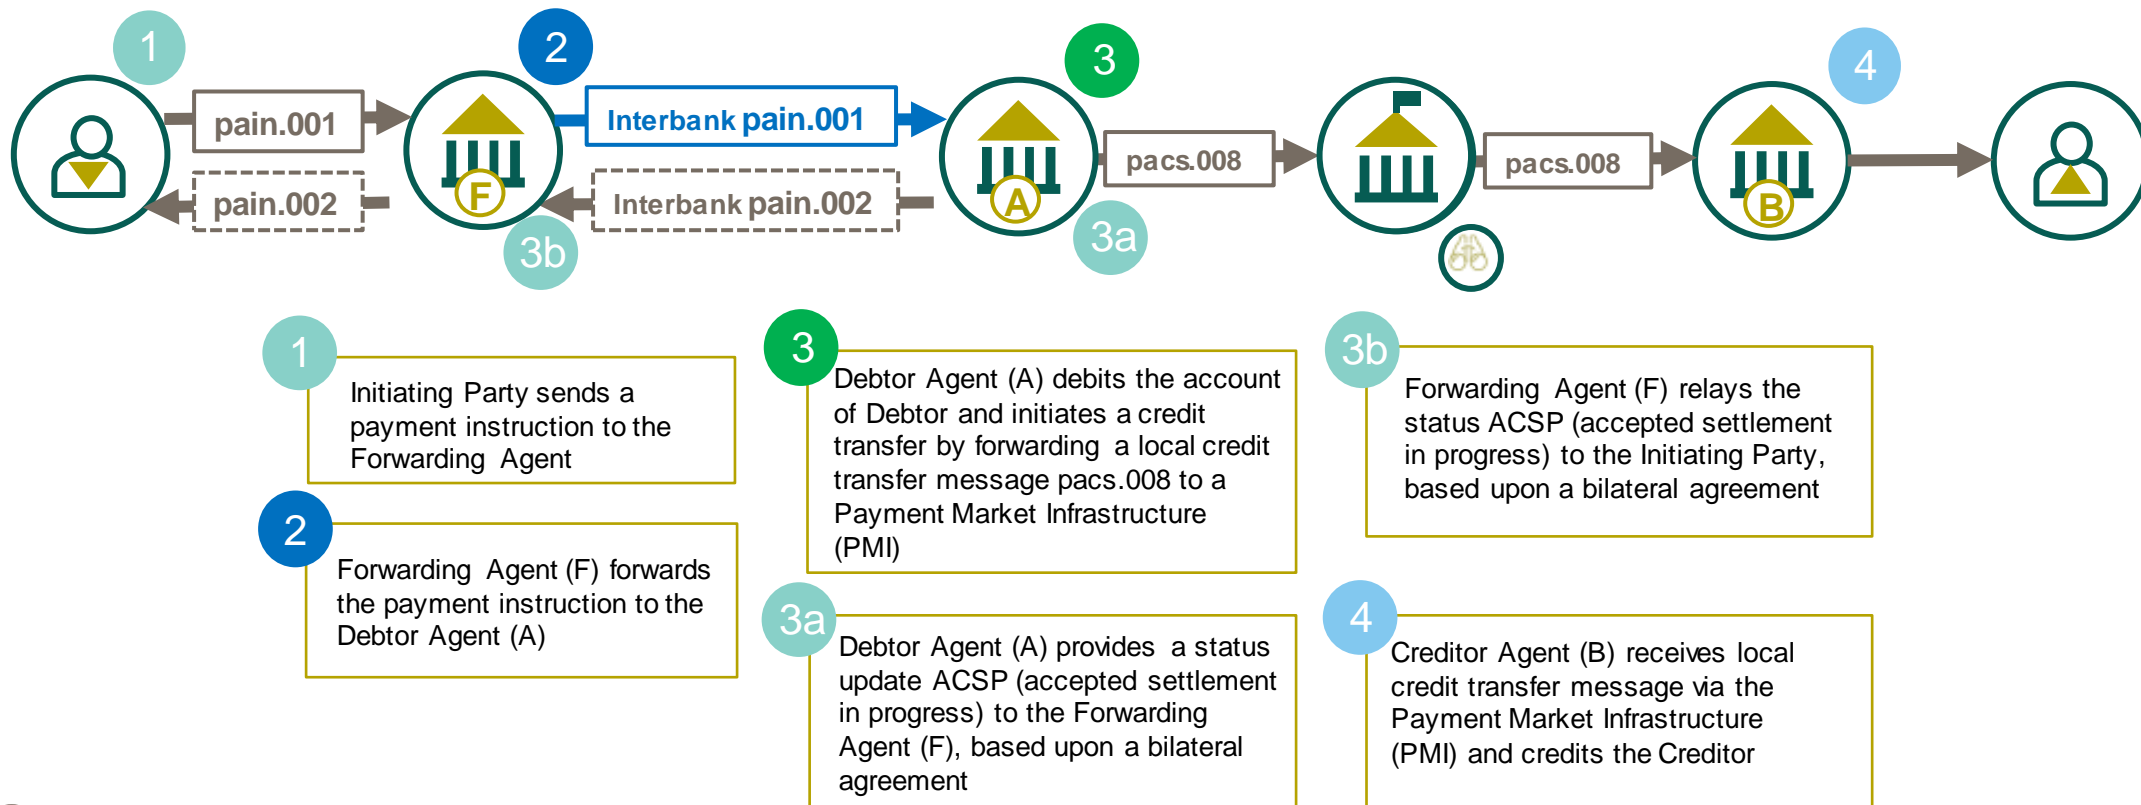 1
2
3
4
pain.001
Interbank pain.001
pacs.008
pacs.008
pain.002
Interbank pain.002
F
A
B
3b
3a
1
Initiating Party sends a
payment instruction to the
Forwarding Agent
2
Forwarding Agent (F) forwards
the payment instruction to the
Debtor Agent (A)
3
Debtor Agent (A) debits the account
of Debtor and initiates a credit
transfer by forwarding a local credit
transfer message pacs.008 to a
Payment Market Infrastructure
(PMI)
3a
Debtor Agent (A) provides a status
update ACSP (accepted settlement
in progress) to the Forwarding
Agent (F), based upon a bilateral
agreement
3b
Forwarding Agent (F) relays the
status ACSP (accepted settlement
in progress) to the Initiating Party,
based upon a bilateral agreement
4
Creditor Agent (B) receives local
credit transfer message via the
Payment Market Infrastructure
(PMI) and credits the Creditor